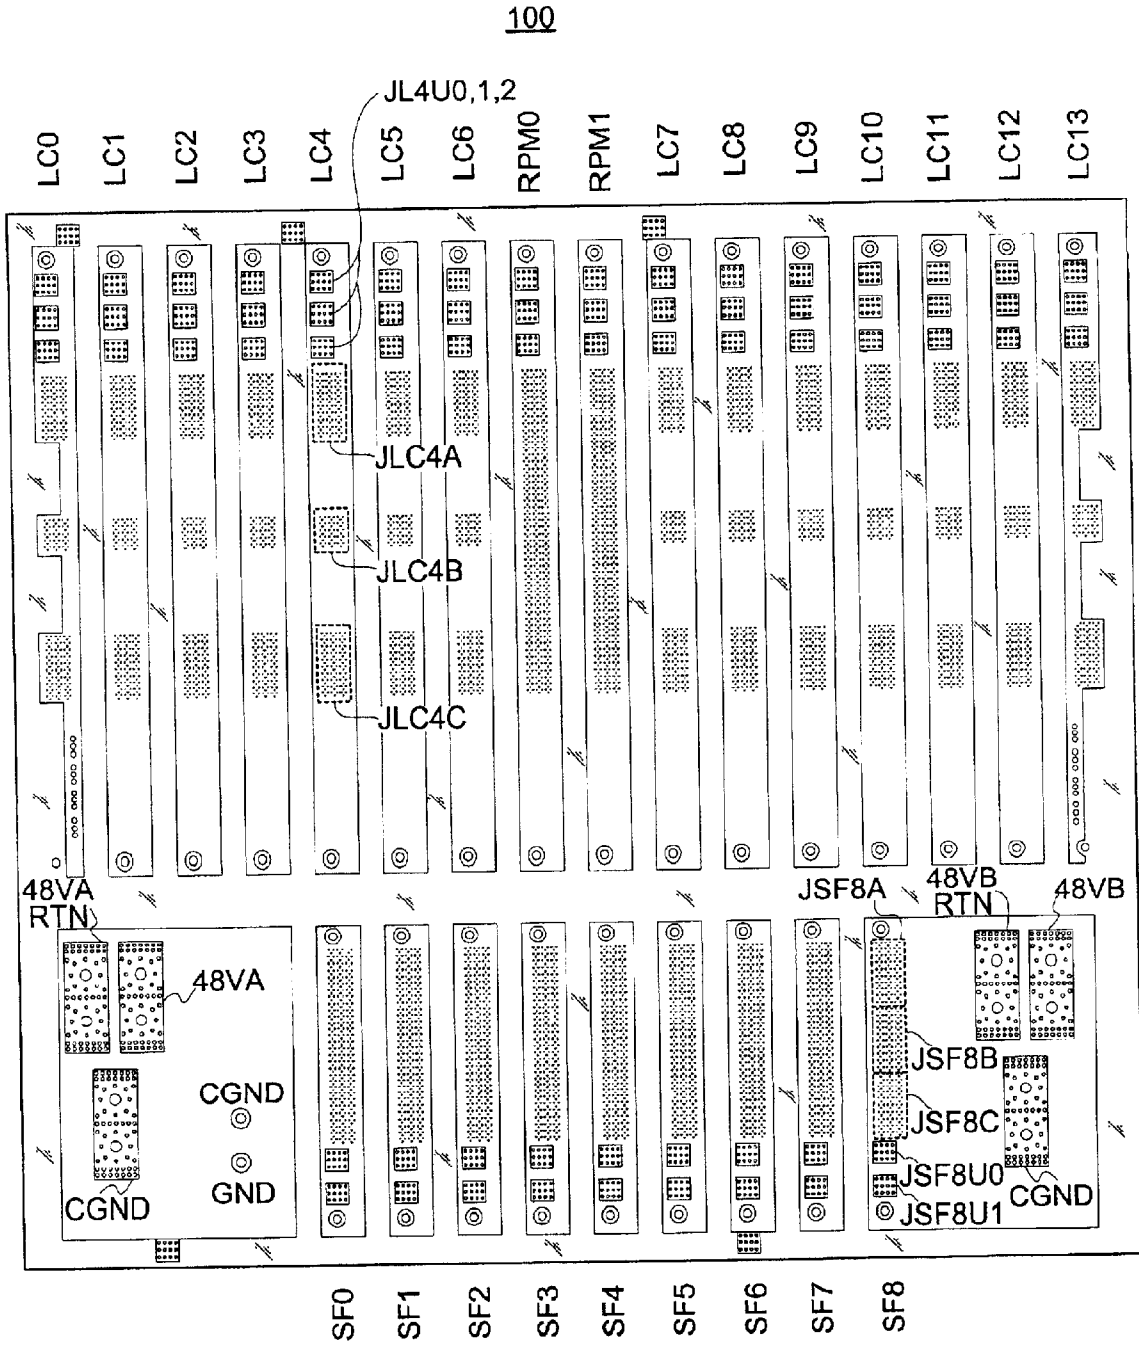 100
JL4U0,1,2
LC0
LC1
LC2
LC3
LC4
LC5
LC6
RPM0
RPM1
LC7
LC8
LC9
LC10
LC11
LC12
LC13
JLC4A
JLC4B
JLC4C
48VA
RTN
48VA
CGND
GND
CGND
JSF8A
48VB
RTN
48VB
JSF8B
JSF8C
JSF8U0
JSF8U1
CGND
SF0
SF1
SF2
SF3
SF4
SF5
SF6
SF7
SF8